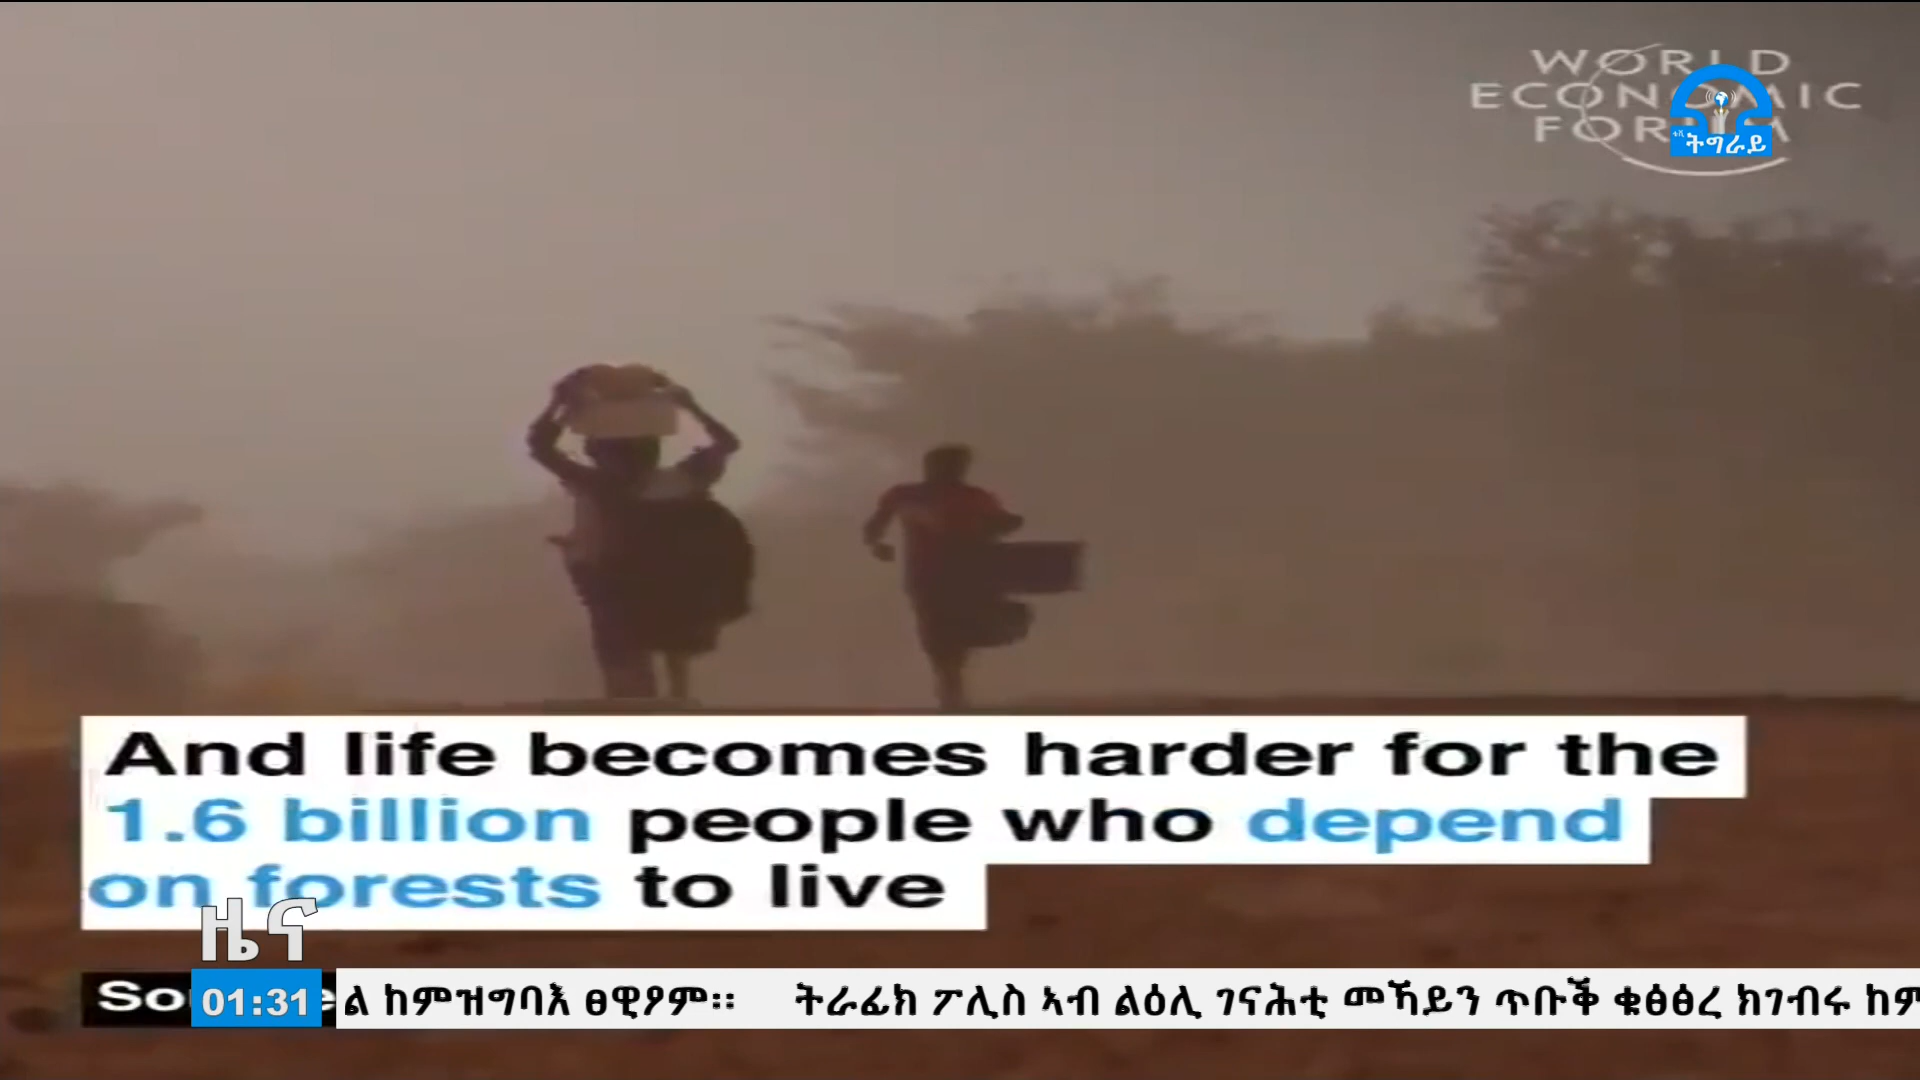 WORLD
ECONOMIC
FORUM
ትግራይ
And life becomes harder for the
1.6 billion people who depend
on forests to live
ዜና
01:31
ል ከምዝግባእ ፀዊዖም። ትራፊክ ፖሊስ ኣብ ልዕሊ ገናሕቲ መኻይን ጥቡቕ ቁፅፅረ ክገብሩ ከም